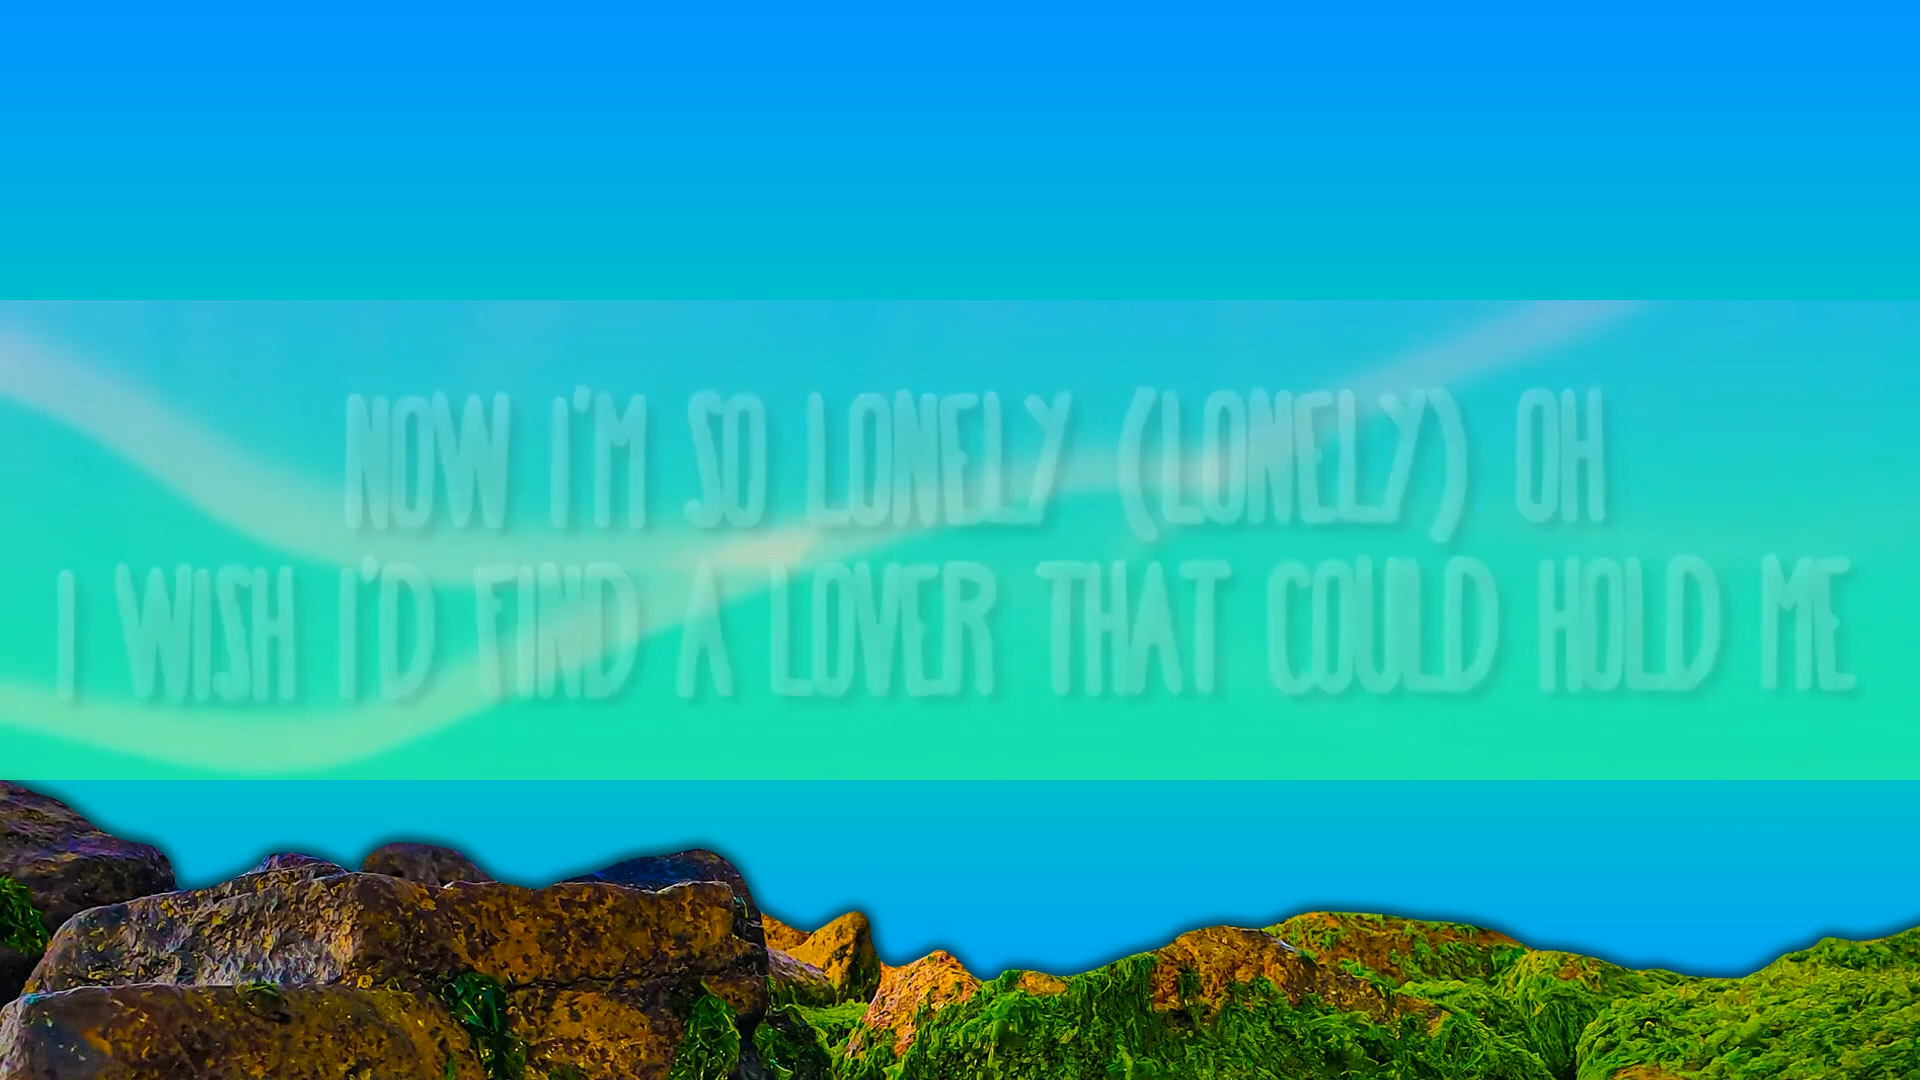 NOW I'M SO LONELY (LONELY) OH
I WISH I'D FIND A LOVER THAT COULD HOLD ME